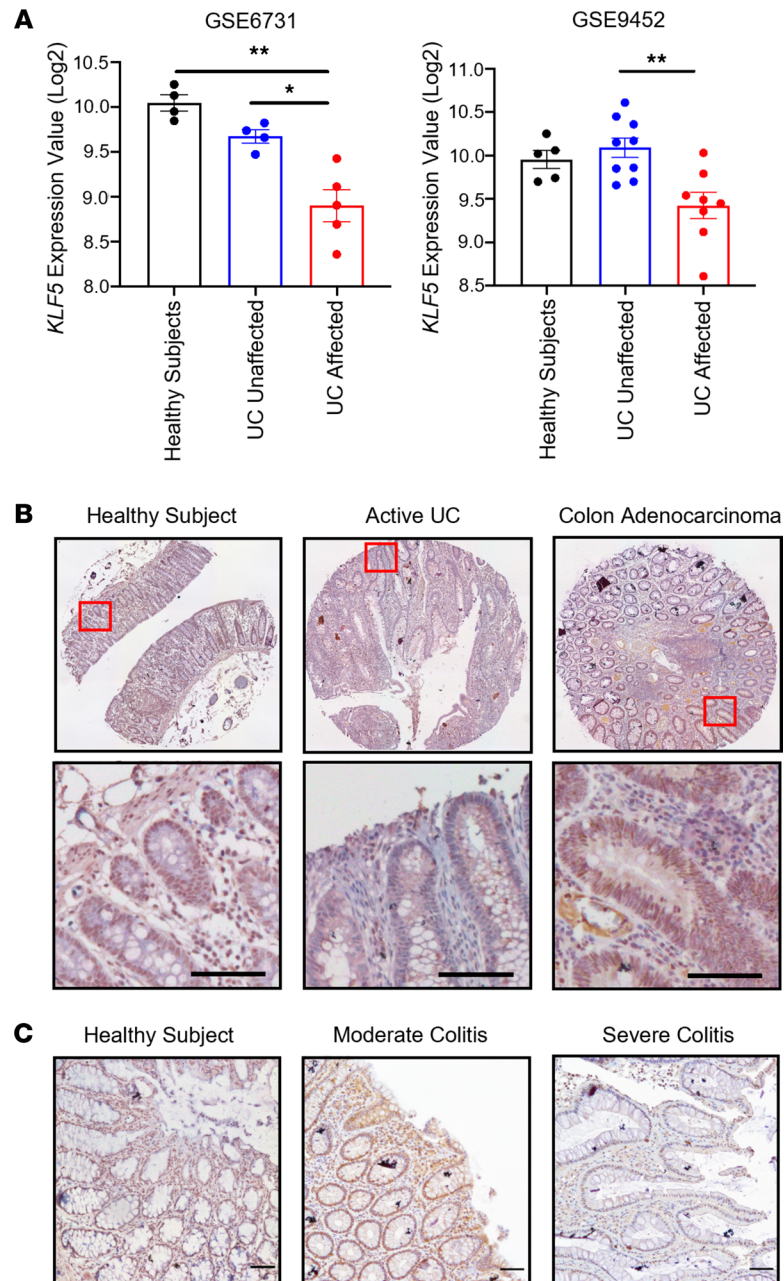 A
GSE6731
KLF5 Expression Value (Log2)
10.5
10.0
9.5
9.0
8.5
8.0
**
*
Healthy Subjects
UC Unaffected
UC Affected
GSE9452
KLF5 Expression Value (Log2)
11.0
10.5
10.0
9.5
9.0
8.5
**
Healthy Subjects
UC Unaffected
UC Affected
B
Healthy Subject
Active UC
Colon Adenocarcinoma
C
Healthy Subject
Moderate Colitis
Severe Colitis